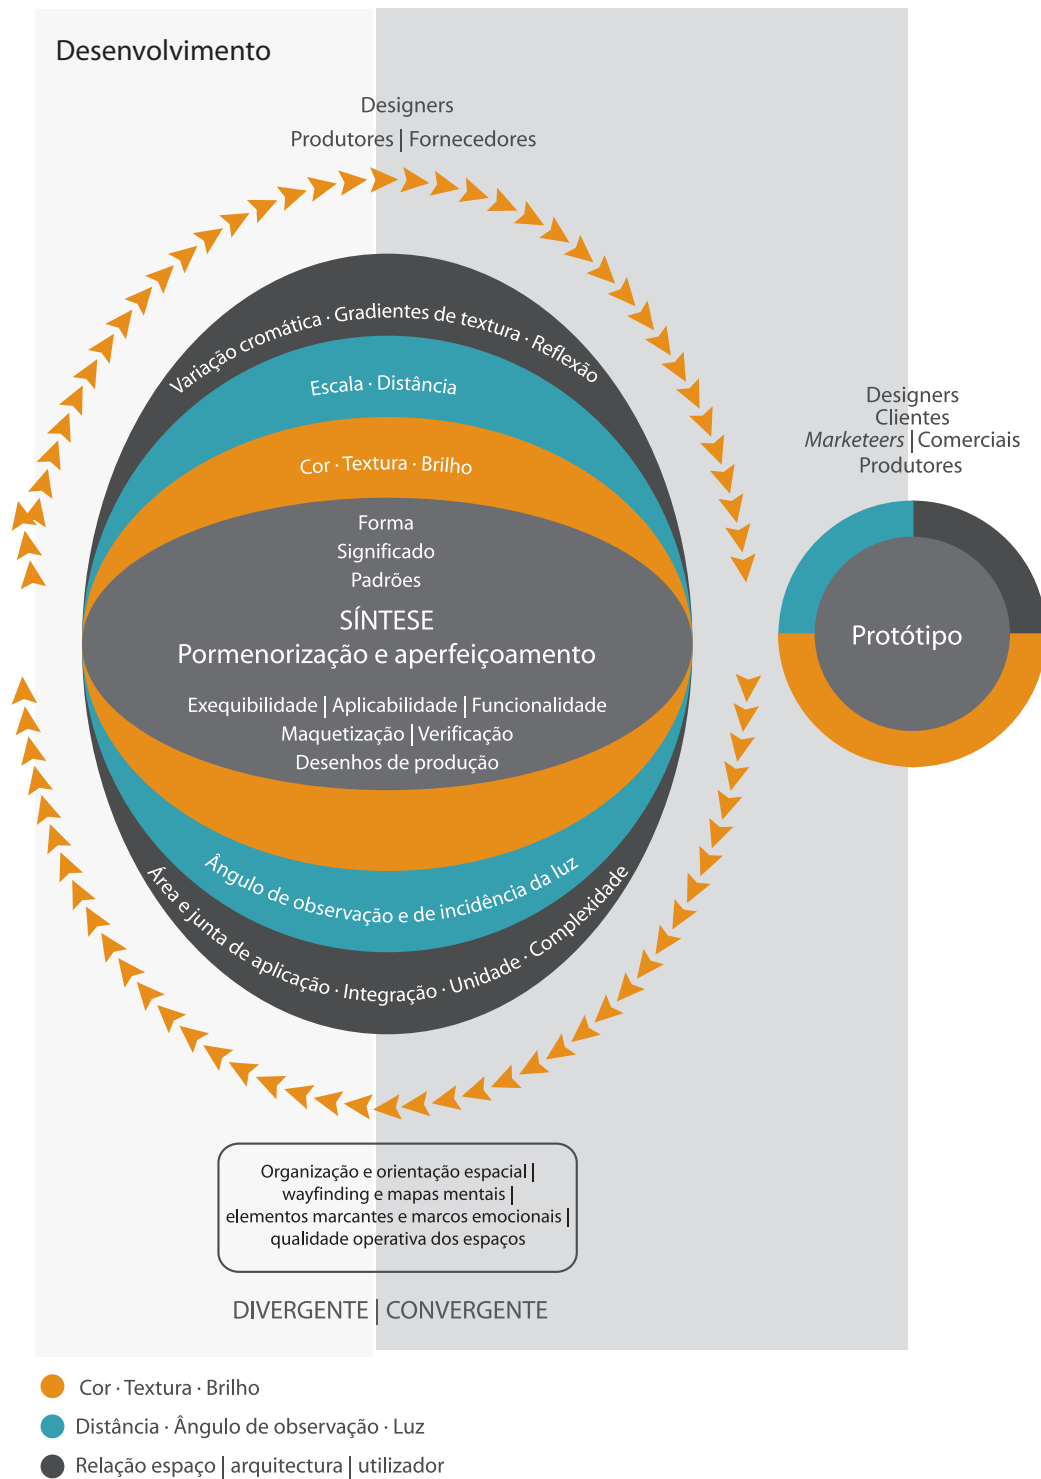 Desenvolvimento
Designers
Produtores | Fornecedores
Variação cromática · Gradientes de textura · Reflexão
Escala · Distância
Cor · Textura · Brilho
Forma
Significado
Padrões
SÍNTESE
Pormenorização e aperfeiçoamento
Exequibilidade | Aplicabilidade | Funcionalidade
Maquetização | Verificação
Desenhos de produção
Ângulo de observação e de incidência da luz
Área e junta de aplicação · Integração · Unidade · Complexidade
Designers
Clientes
Marketeers | Comerciais
Produtores
Protótipo
Organização e orientação espacial |
wayfinding e mapas mentais |
elementos marcantes e marcos emocionais |
qualidade operativa dos espaços
DIVERGENTE | CONVERGENTE
Cor · Textura · Brilho
Distância · Ângulo de observação · Luz
Relação espaço | arquitectura | utilizador